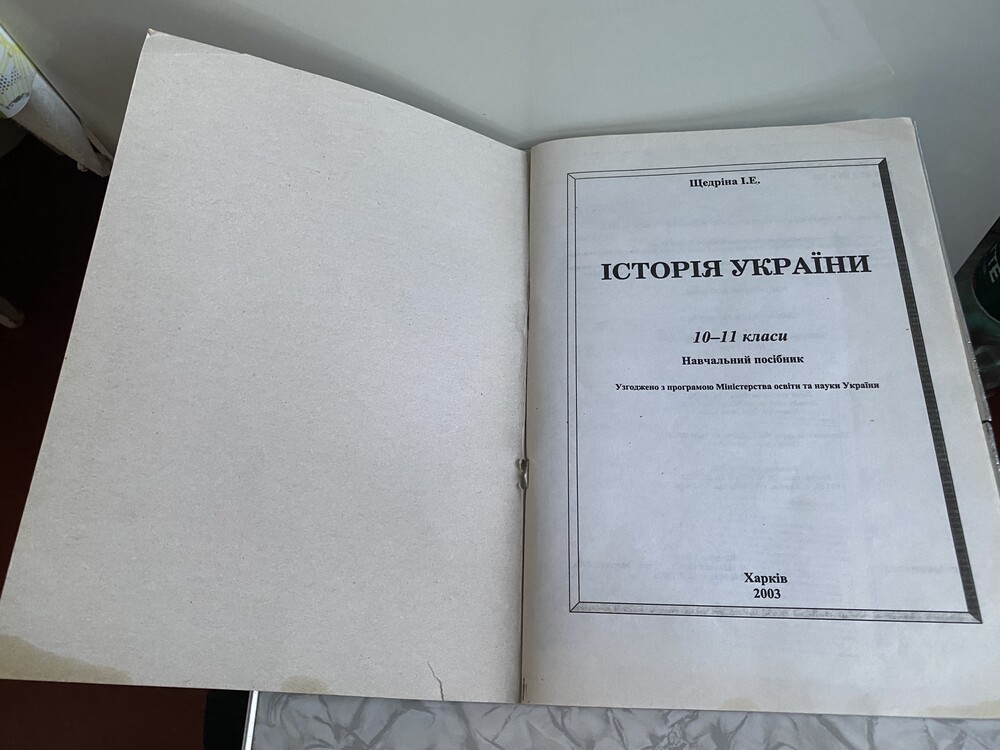 Щедріна І.Е.
ІСТОРІЯ УКРАЇНИ
10–11 класи
Навчальний посібник
Узгоджено з програмою Міністерства освіти та науки України
Харків
2003